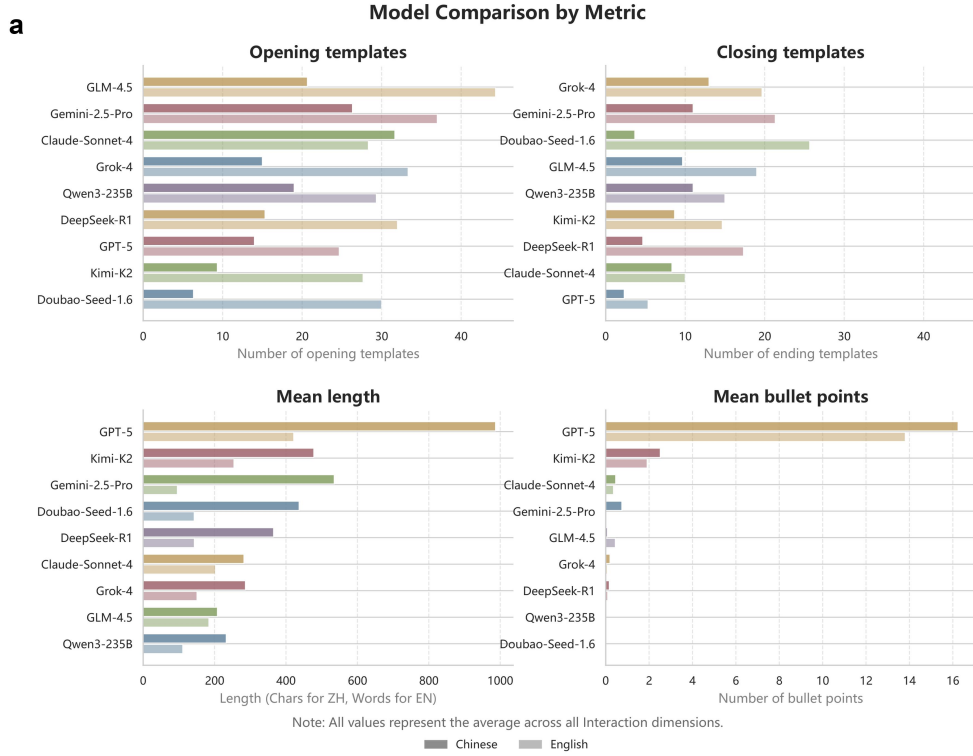 a
Model Comparison by Metric
Opening templates
GLM-4.5
Gemini-2.5-Pro
Claude-Sonnet-4
Grok-4
Qwen3-235B
DeepSeek-R1
GPT-5
Kimi-K2
Doubao-Seed-1.6
0 10 20 30 40
Number of opening templates
Closing templates
Grok-4
Gemini-2.5-Pro
Doubao-Seed-1.6
GLM-4.5
Qwen3-235B
Kimi-K2
DeepSeek-R1
Claude-Sonnet-4
GPT-5
0 10 20 30 40
Number of ending templates
Mean length
GPT-5
Kimi-K2
Gemini-2.5-Pro
Doubao-Seed-1.6
DeepSeek-R1
Claude-Sonnet-4
Grok-4
GLM-4.5
Qwen3-235B
0 200 400 600 800 1000
Length (Chars for ZH, Words for EN)
Mean bullet points
GPT-5
Kimi-K2
Claude-Sonnet-4
Gemini-2.5-Pro
GLM-4.5
Grok-4
DeepSeek-R1
Qwen3-235B
Doubao-Seed-1.6
0 2 4 6 8 10 12 14 16
Number of bullet points
Note: All values represent the average across all Interaction dimensions.
Chinese English